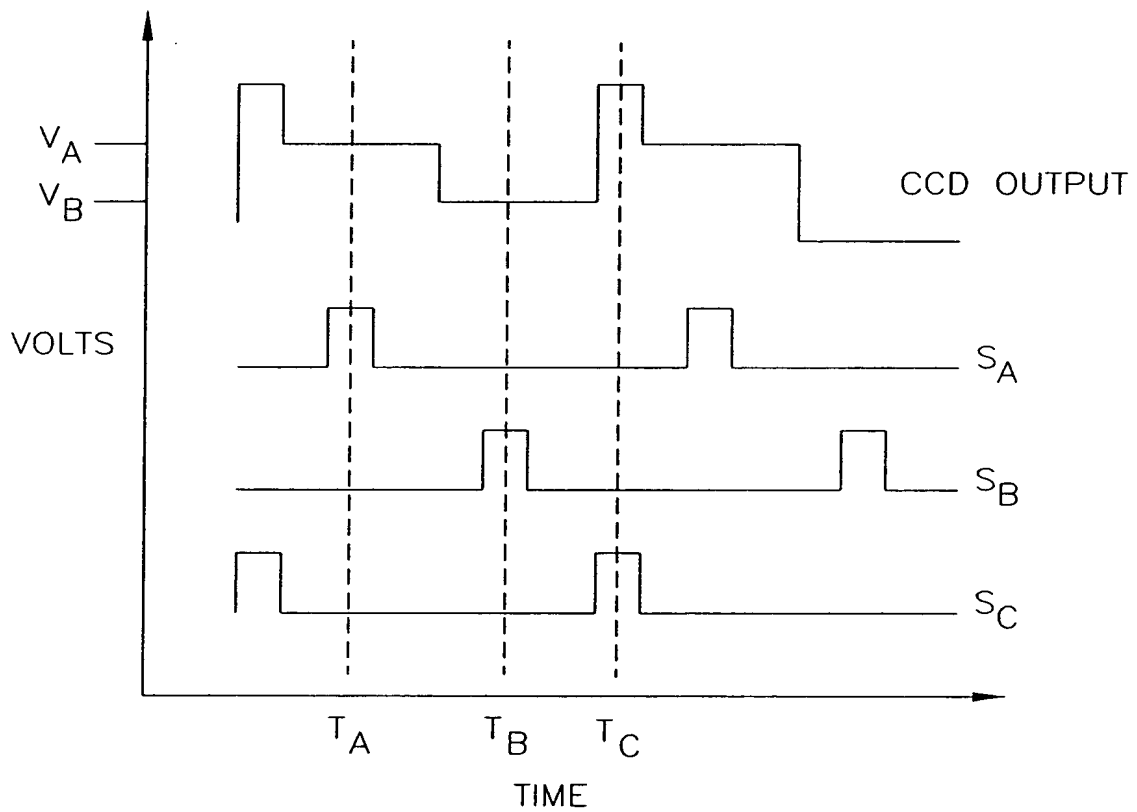 V_A
V_B
CCD OUTPUT
VOLTS
S_A
S_B
S_C
T_A
T_B
T_C
TIME